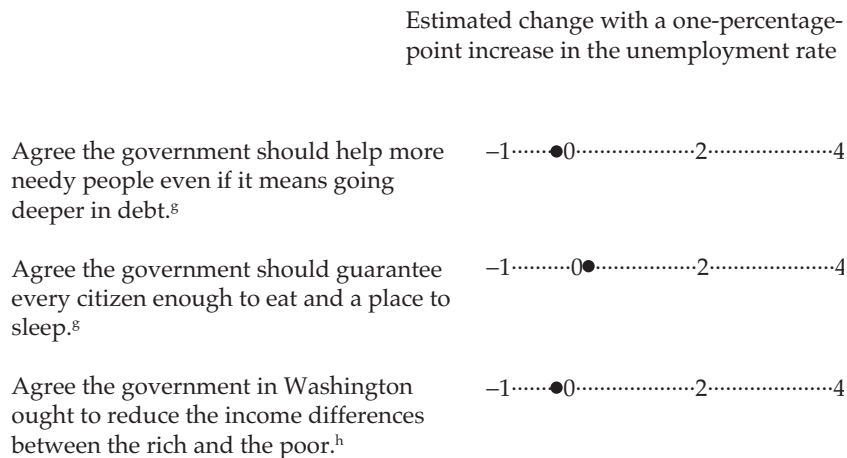 Estimated change with a one-percentage-
point increase in the unemployment rate
Agree the government should help more
needy people even if it means going
deeper in debt.ᵍ
–1.......●0.................2....................4
Agree the government should guarantee
every citizen enough to eat and a place to
sleep.ᵍ
–1..........0●................2....................4
Agree the government in Washington
ought to reduce the income differences
between the rich and the poor.ʰ
–1.......●0.................2....................4